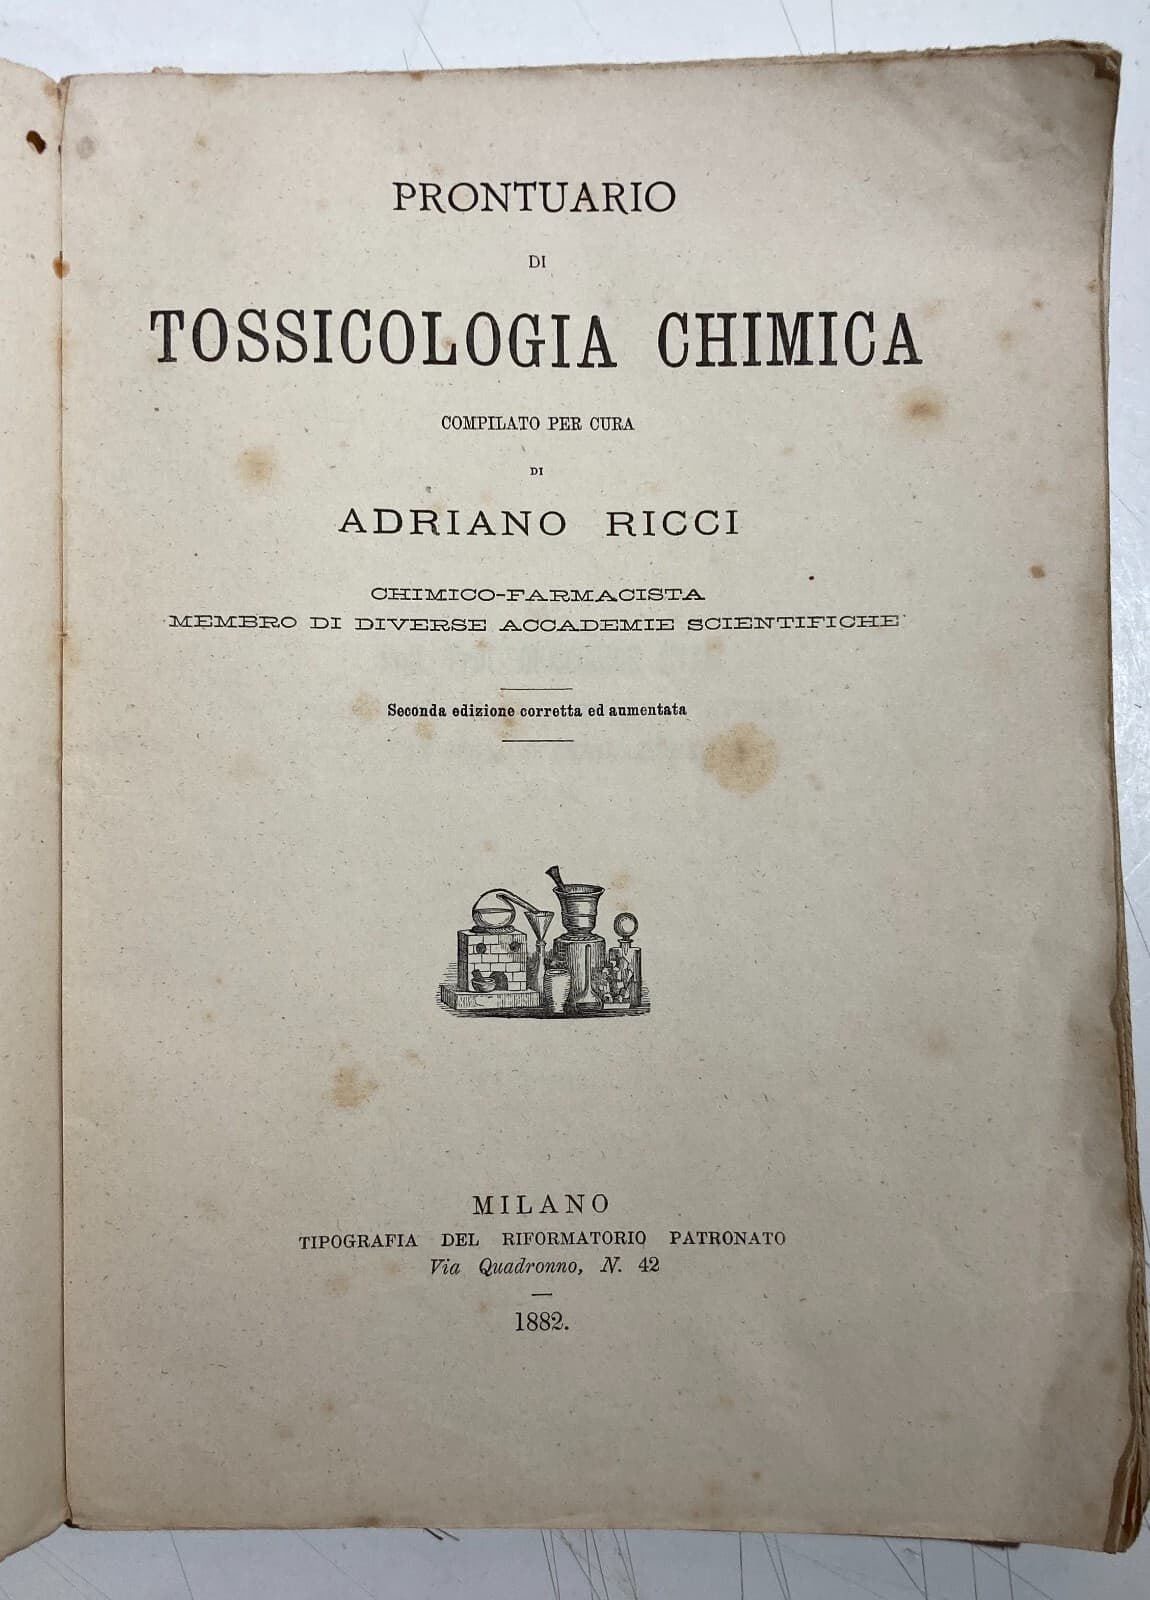 PRONTUARIO
DI
TOSSICOLOGIA CHIMICA
COMPILATO PER CURA
DI
ADRIANO RICCI
CHIMICO-FARMACISTA
MEMBRO DI DIVERSE ACCADEMIE SCIENTIFICHE
Seconda edizione corretta ed aumentata
MILANO
TIPOGRAFIA DEL RIFORMATORIO PATRONATO
Via Quadronno, N. 42
1882.